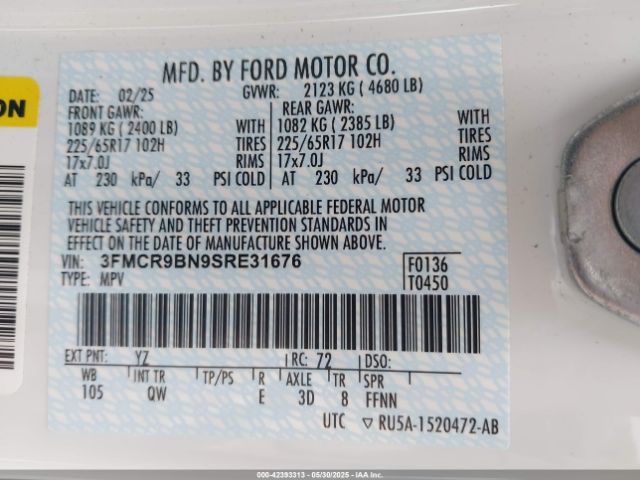 ON
MFD. BY FORD MOTOR CO.
DATE: 02/25 GVWR: 2123 KG ( 4680 LB)
FRONT GAWR: REAR GAWR:
1089 KG ( 2400 LB) WITH 1082 KG ( 2385 LB) WITH
225/65R17 102H TIRES 225/65R17 102H TIRES
17x7.0J RIMS 17x7.0J RIMS
AT 230 kPa/ 33 PSI COLD AT 230 kPa/ 33 PSI COLD
THIS VEHICLE CONFORMS TO ALL APPLICABLE FEDERAL MOTOR
VEHICLE SAFETY AND THEFT PREVENTION STANDARDS IN
EFFECT ON THE DATE OF MANUFACTURE SHOWN ABOVE.
VIN: 3FMCR9BN9SRE31676 F0136
TYPE: MPV T0450
EXT PNT: YZ RC: 72 DSO:
WB INT TR TP/PS R AXLE TR SPR
105 QW E 3D 8 FFNN
UTC ▽ RU5A-1520472-AB
000-42393313 - 05/30/2025 - IAAI CA